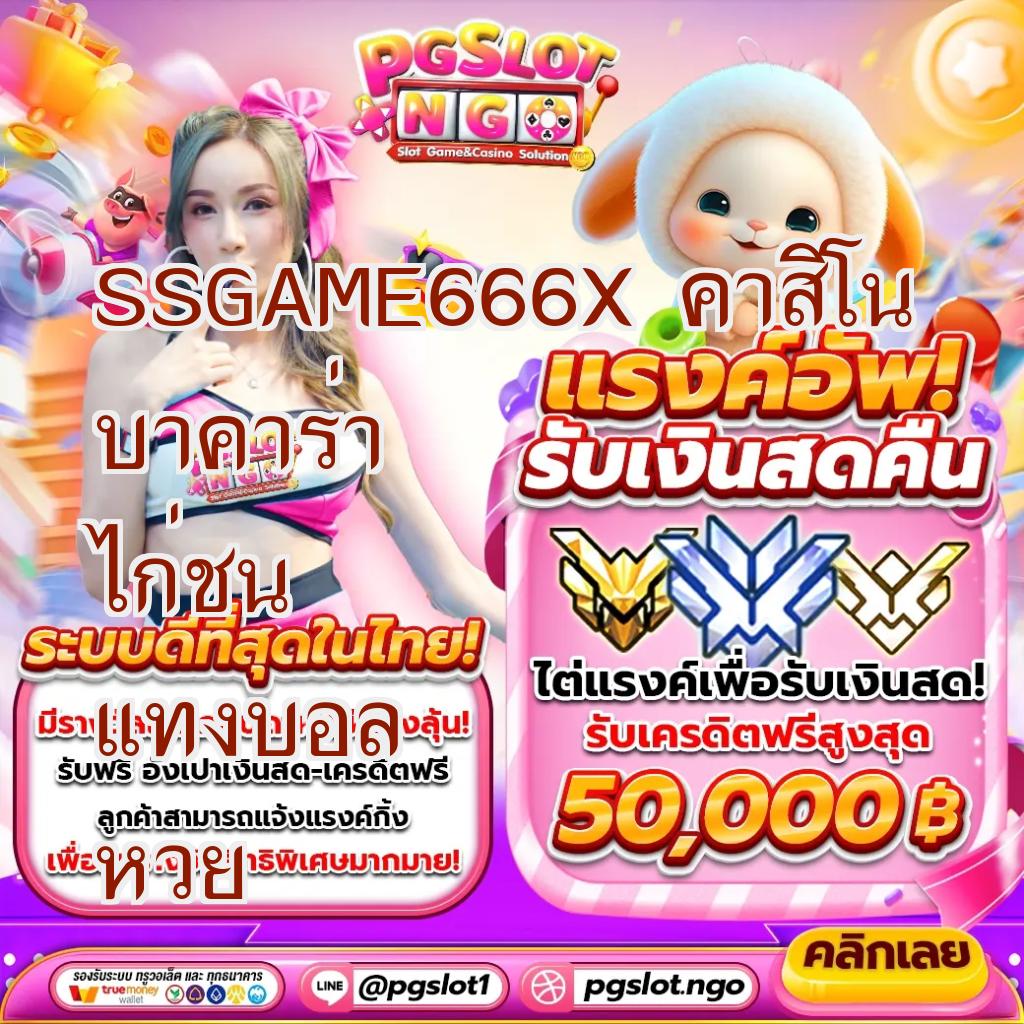 PGSLOT
NGO
Slot Game&Casino Solution
SSGAME666X คาสิโน
แรงค์อัพ!
บาคาร่า
รับเงินสดคืน
PGSLOT
NGO
ไก่ชน
ระบบดีที่สุดในไทย!
ไต่แรงค์เพื่อรับเงินสด!
แทงบอล
รับเครดิตฟรีสูงสุด
รับฟรี อั่งเปาเงินสด-เครดิตฟรี
50,000฿
ลูกค้าสามารถแจ้งแรงค์กิ้ง
หวย
คลิกเลย
รองรับระบบ ทรูวอเล็ต และ ทุกธนาคาร
truemoney
wallet
LINE
@pgslot1
pgslot.ngo